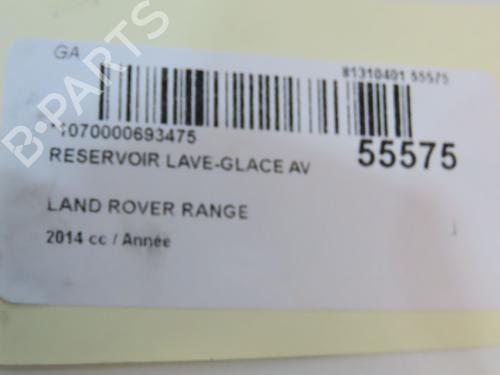 GA
81310401 55575
*1070000693475
55575
RESERVOIR LAVE-GLACE AV
LAND ROVER RANGE
2014 cc / Année
B-PARTS